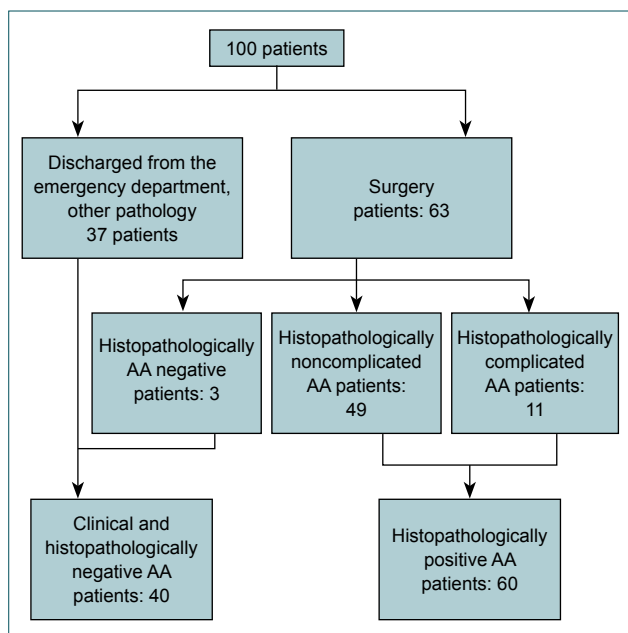 100 patients
Discharged from the
emergency department,
other pathology
37 patients
Surgery
patients: 63
Histopathologically
AA negative
patients: 3
Histopathologically
noncomplicated
AA patients:
49
Histopathologically
complicated
AA patients:
11
Clinical and
histopathologically
negative AA
patients: 40
Histopathologically
positive AA
patients: 60